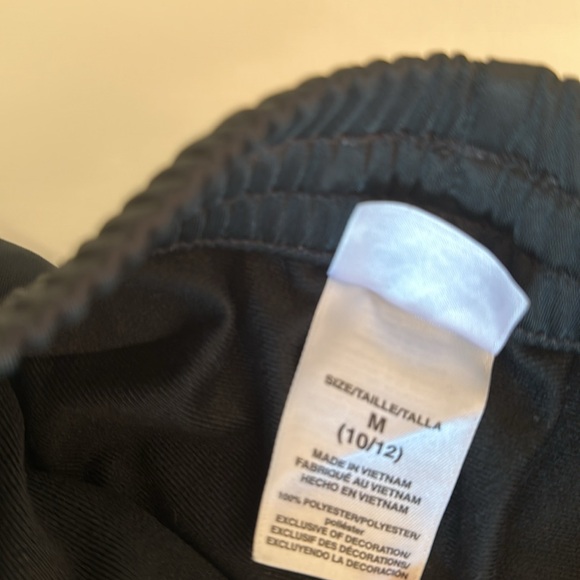 SIZE/TAILLE/TALLA
M
(10/12)
MADE IN VIETNAM
FABRIQUÉ AU VIETNAM
HECHO EN VIETNAM
100% POLYESTER/POLYESTER/
poliéster
EXCLUSIVE OF DECORATION/
EXCLUSIF DES DÉCORATIONS/
EXCLUYENDO LA DECORACIÓN